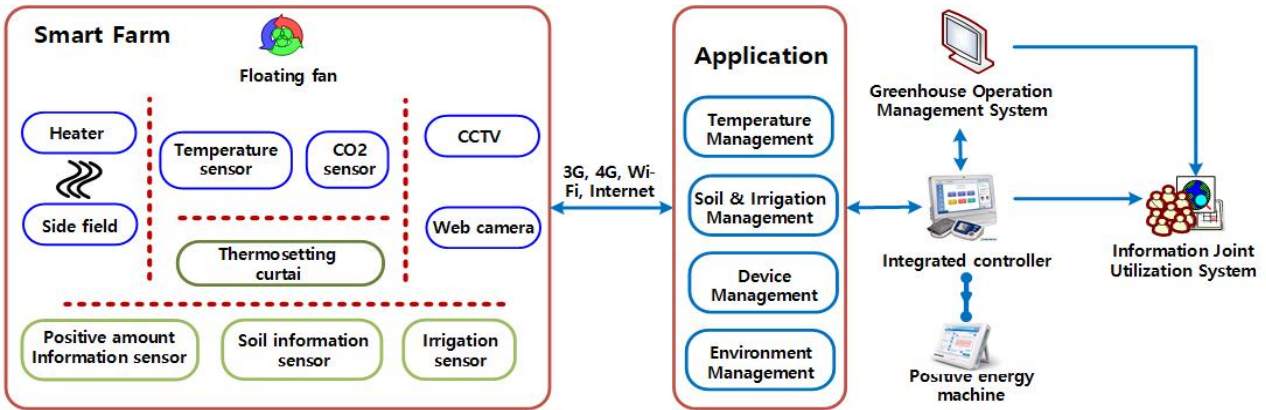 Smart Farm
Floating fan
Heater
Side field
Temperature
sensor
CO2
sensor
CCTV
Web camera
Thermosetting
curtai
Positive amount
Information sensor
Soil information
sensor
Irrigation
sensor
3G, 4G, Wi-
Fi, Internet
Application
Temperature
Management
Soil & Irrigation
Management
Device
Management
Environment
Management
Greenhouse Operation
Management System
Integrated controller
Positive energy
machine
Information Joint
Utilization System